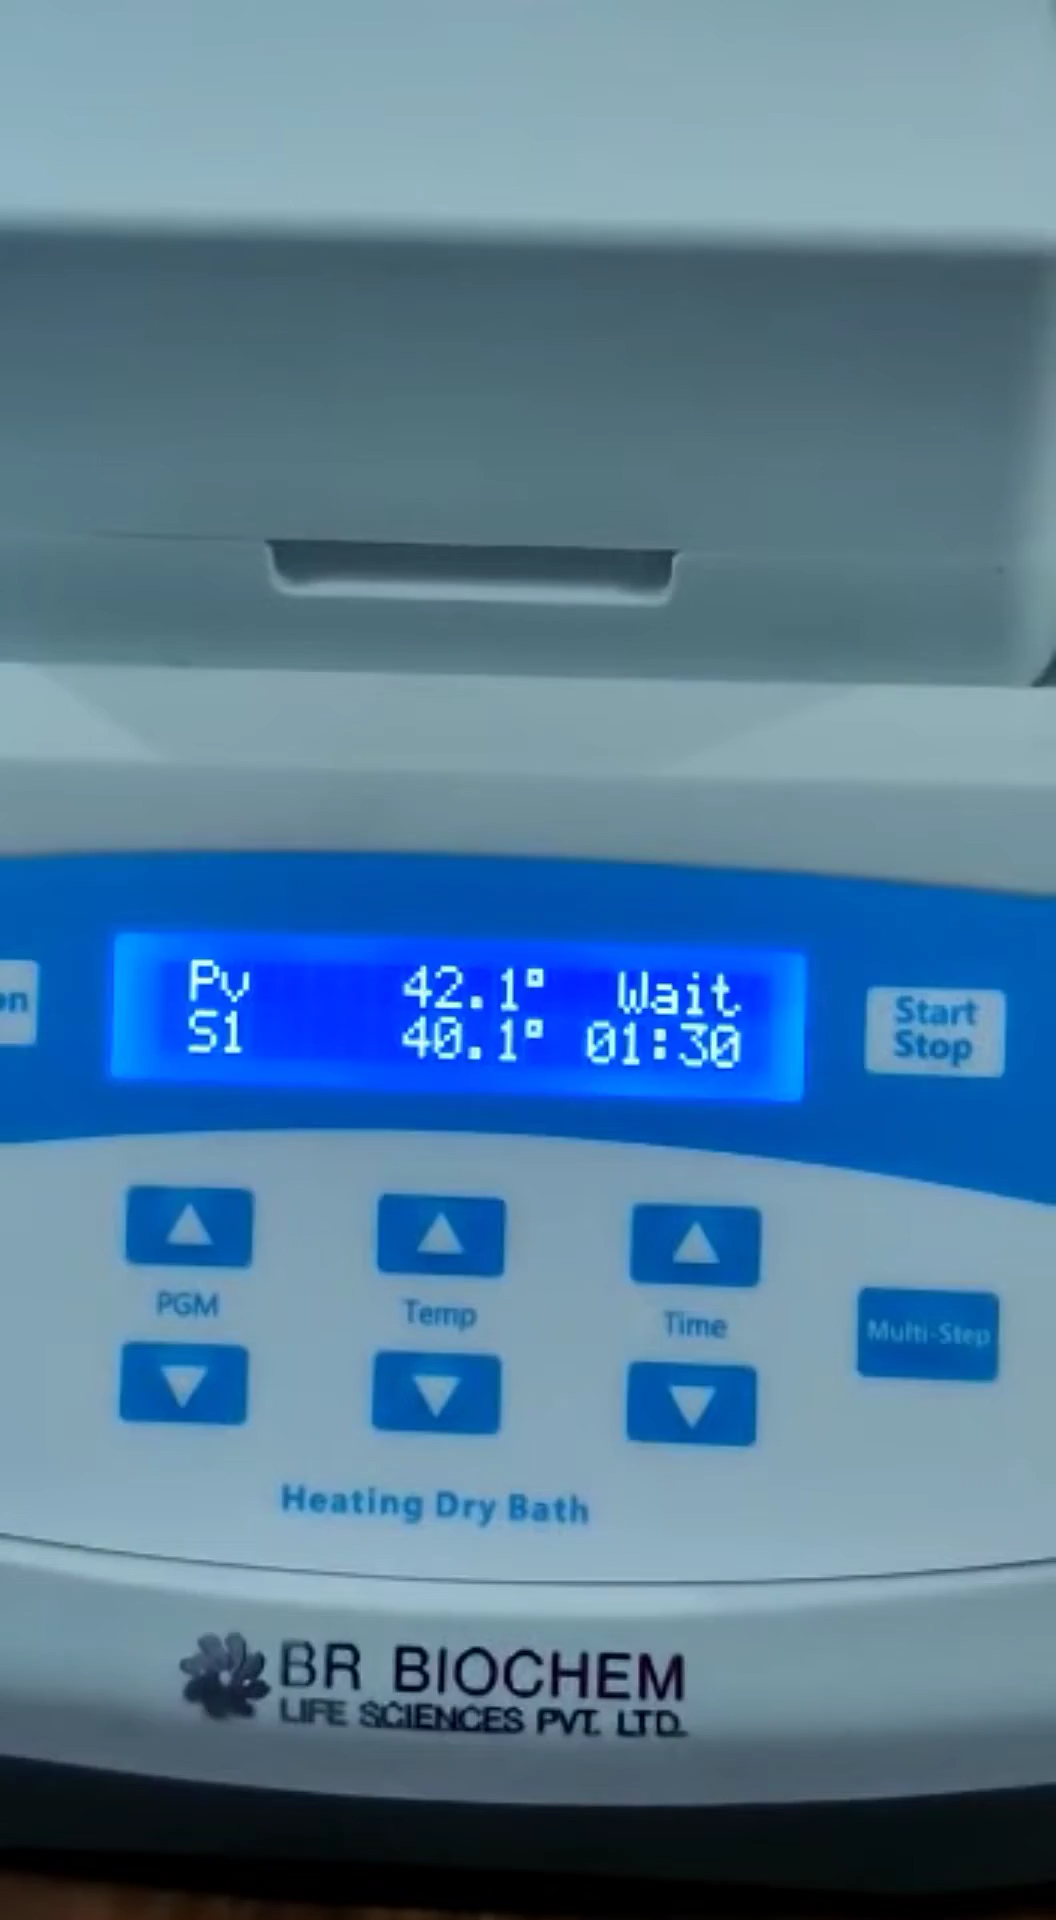 on
Pv 42.1° Wait
S1 40.1° 01:30
Start
Stop
PGM
Temp
Time
Multi-Step
Heating Dry Bath
BR BIOCHEM
LIFE SCIENCES PVT. LTD.